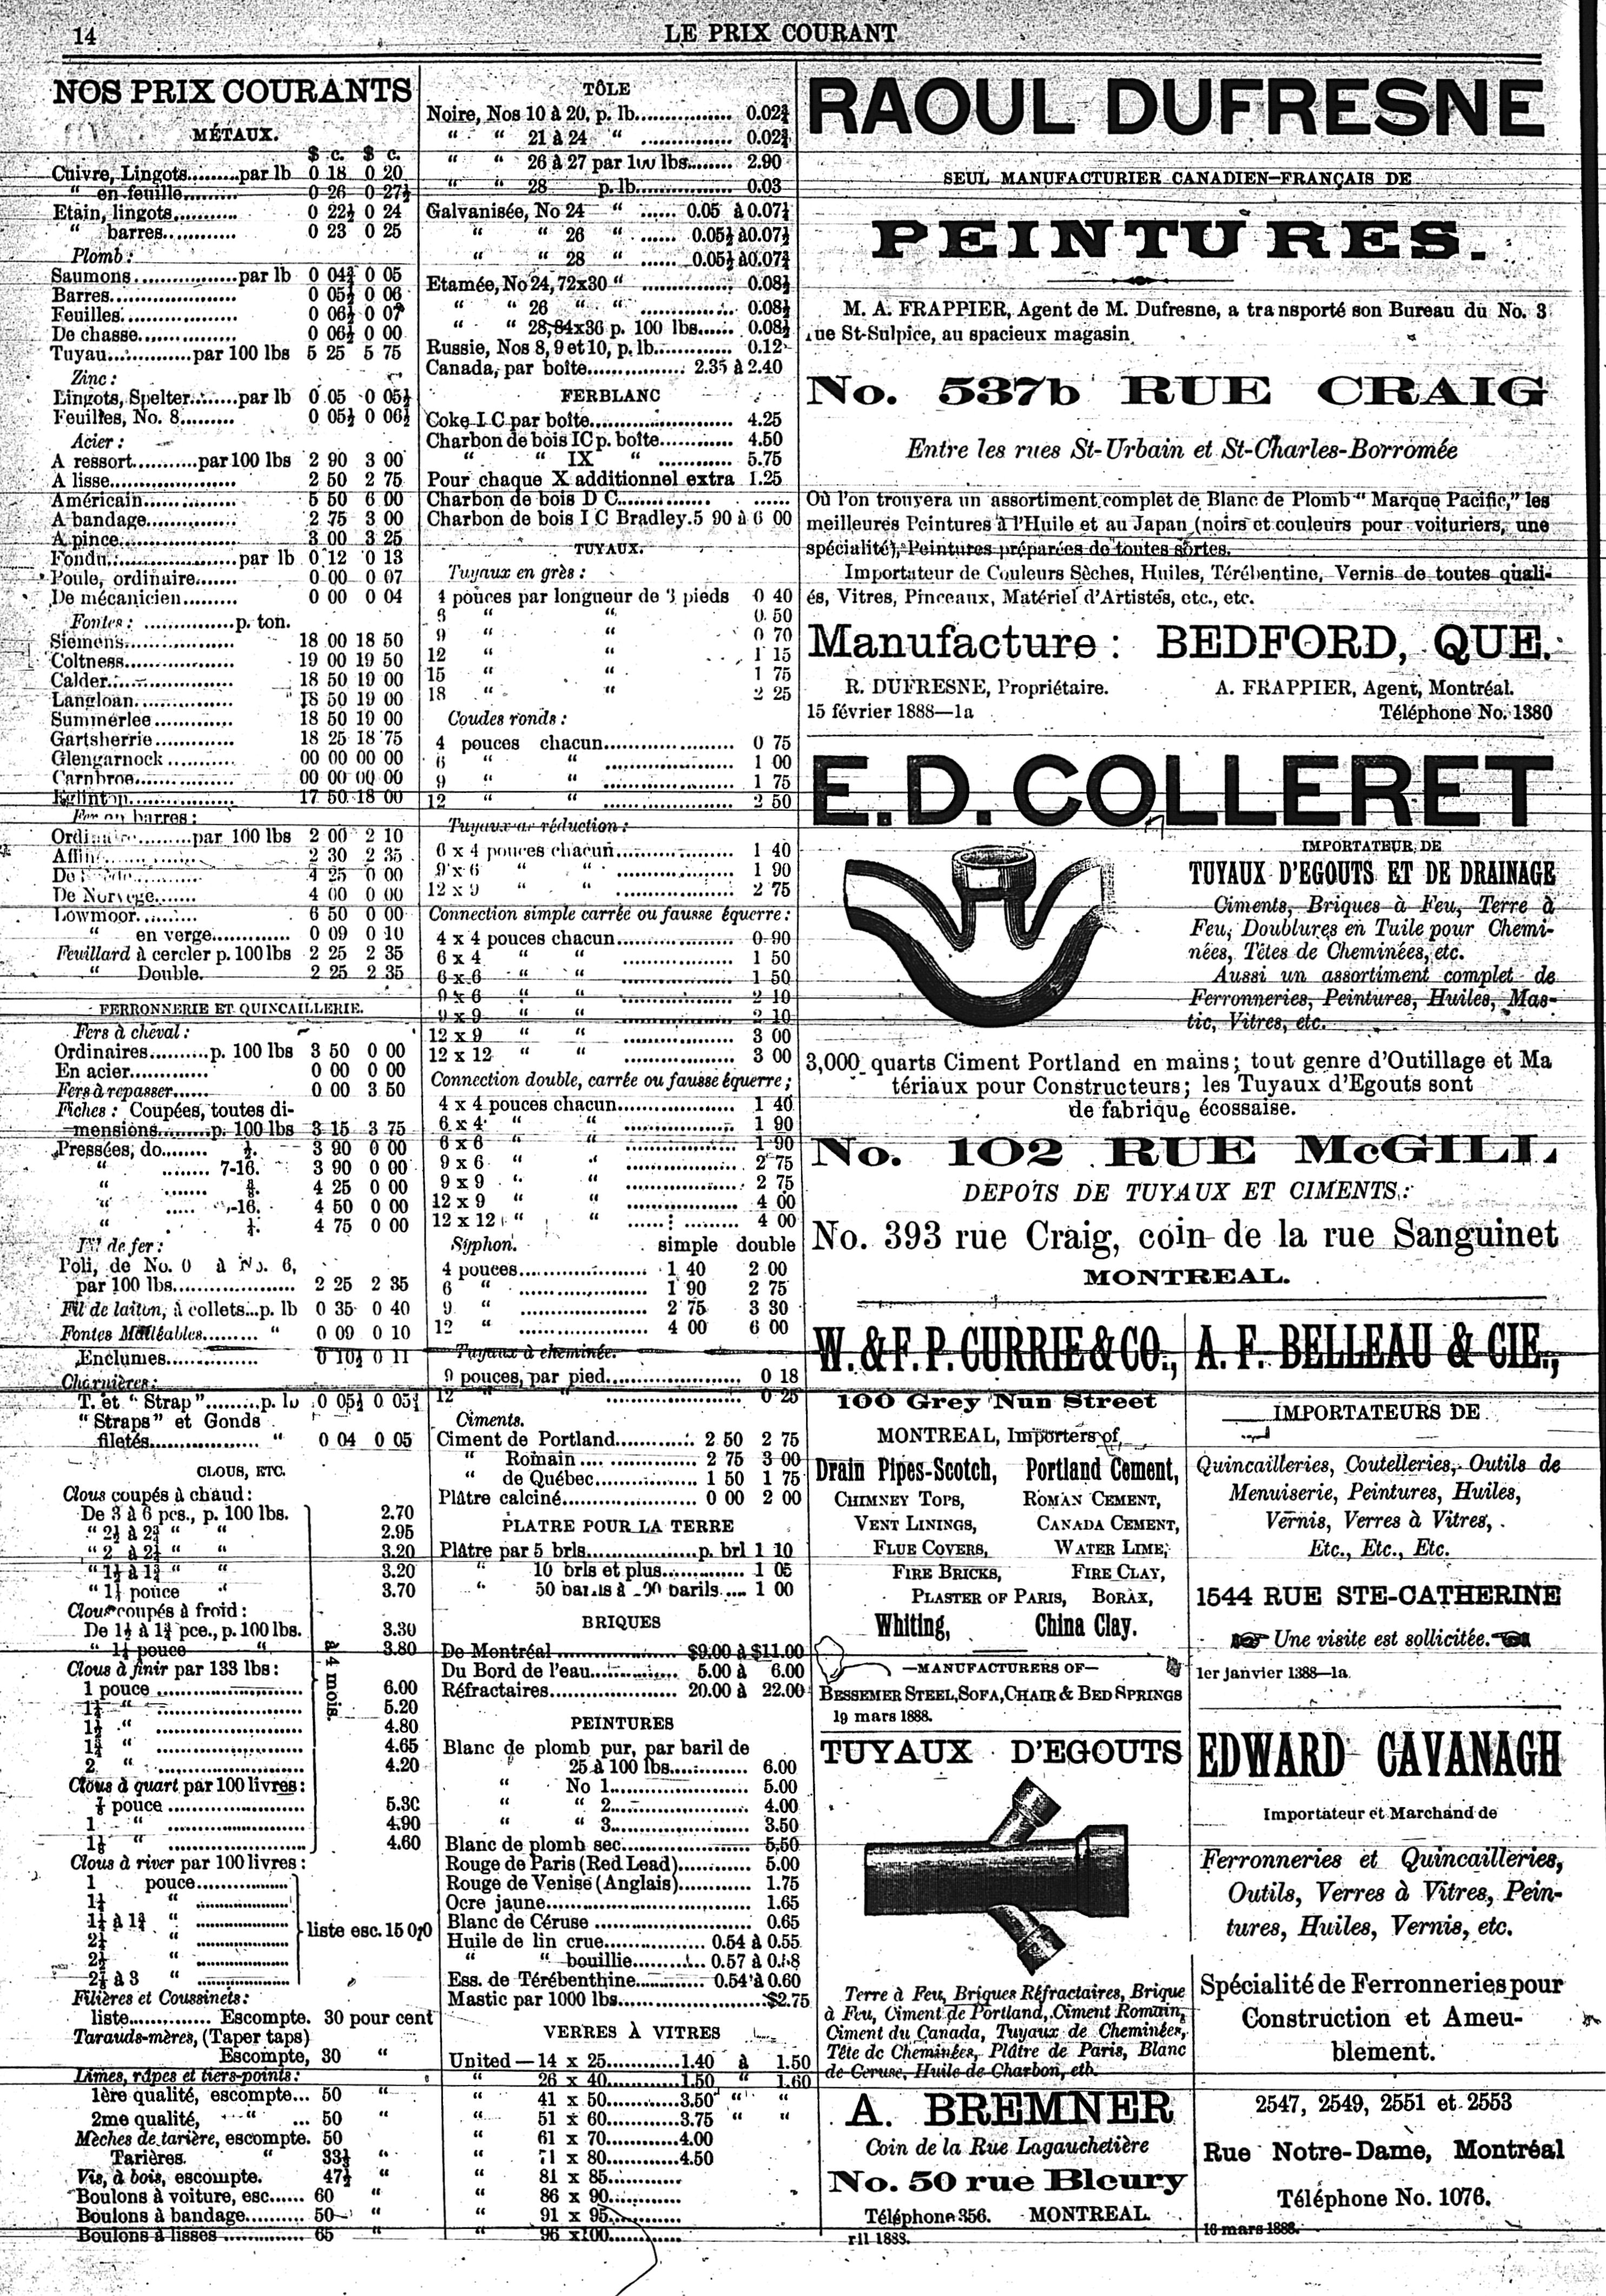 14
LE PRIX COURANT
NOS PRIX COURANTS
MÉTAUX.
$ c. $ c.
Cuivre, Lingots.........par lb 0 18 0 20
" en feuille......... 0 26 0 27½
Etain, lingots........... 0 22½ 0 24
" barres............ 0 23 0 25
Plomb:
Saumons..............par lb 0 04¾ 0 05
Barres.................... 0 05½ 0 06
Feuilles.................. 0 06½ 0 07
De chasse............... 0 06½ 0 00
Tuyau..............par 100 lbs 5 25 5 75
Zinc:
Lingots, Spelter........par lb 0 05 0 05½
Feuilles, No. 8......... 0 05½ 0 06½
Acier:
A ressort...........par 100 lbs 2 90 3 00
A lisse.................... 2 50 2 75
Américain.............. 5 50 6 00
A bandage.............. 2 75 3 00
A pince.................. 3 00 3 25
Fondu....................par lb 0 12 0 13
Poule, ordinaire....... 0 00 0 07
De mécanicien......... 0 00 0 04
Fontes: ..............p. ton.
Siemens................. 18 00 18 50
Coltness................. 19 00 19 50
Calder................... 18 50 19 00
Langloan............... 18 50 19 00
Summerlee............ 18 50 19 00
Gartsherrie............ 18 25 18 75
Glengarnock .......... 00 00 00 00
Carnbroe............... 00 00 00 00
Eglinton................ 17 50 18 00
Fer en barres:
Ordinaire.........par 100 lbs 2 00 2 10
2 30 2 35
4 25 0 00
De Norvège....... 4 00 0 00
Lowmoor.......... 6 50 0 00
" en verge............ 0 09 0 10
Feuillard à cercler p. 100 lbs 2 25 2 35
" Double. 2 25 2 35
FERRONNERIE ET QUINCAILLERIE.
Fers à cheval:
Ordinaires.........p. 100 lbs 3 50 0 00
En acier............. 0 00 0 00
Fers à repasser...... 0 00 3 50
Fiches: Coupées, toutes di-
mensions.........p. 100 lbs 3 15 3 75
Pressées, do........ 3 90 0 00
" ........ 7-16. 3 90 0 00
" ....... 4 25 0 00
" ..... -16. 4 50 0 00
" ¼. 4 75 0 00
Fil de fer:
Poli, de No. 0 à No. 6,
par 100 lbs................... 2 25 2 35
Fil de laiton, à collets...p. lb 0 35 0 40
Fontes Malléables......... " 0 09 0 10
Enclumes............... 0 10½ 0 11
Charnières:
T. et " Strap "........p. lb 0 05½ 0 05¾
" Straps " et Gonds
filetés.................. " 0 04 0 05
CLOUS, ETC.
Clous coupés à chaud:
De 3 à 6 pcs., p. 100 lbs. 2.70
" 2½ à 2¾ " " 2.95
" 2 à 2¼ " " 3.20
" 1½ à 1¾ " " 3.20
" 1¼ pouce " 3.70
Clous coupés à froid:
De 1½ à 1¾ pce., p. 100 lbs. 3.30
" 1¼ pouce " 3.80
Clous à finir par 133 lbs:
1 pouce ......................... 6.00
1¼ " ......................... 5.20
1½ " ......................... 4.80
1¾ " ......................... 4.65
2 " ......................... 4.20
à 4 mois.
Clous à quart par 100 livres:
⅞ pouce ........................ 5.30
1 " ........................ 4.90
1⅛ " ........................ 4.60
Clous à river par 100 livres:
1 pouce................
1¼ " ................
1½ à 1¾ " ................
2¼ " ................
2½ " ................
2½ à 3 " ................
liste esc. 15 0/0
Filières et Coussinets:
liste.............. Escompte. 30 pour cent
Tarauds-mères, (Taper taps)
Escompte, 30 "
Limes, râpes et tiers-points:
1ère qualité, escompte... 50 "
2me qualité, " ... 50 "
Mèches de tarière, escompte. 50
Tarières. " 33⅓ "
Vis, à bois, escompte. 47½ "
Boulons à voiture, esc...... 60 "
Boulons à bandage.......... 50 "
Boulons à lisses .............. 65 "
TÔLE
Noire, Nos 10 à 20, p. lb............... 0.02¾
" " 21 à 24 " ............... 0.02¾
" " 26 à 27 par 100 lbs....... 2.90
" " 28 p. lb............... 0.03
Galvanisée, No 24 " ...... 0.05 à 0.07½
" " 26 " ...... 0.05½ à 0.07½
" " 28 " ...... 0.05½ à 0.07¾
Etamée, No 24, 72x30 " .............. 0.08½
" " 26 " " .............. 0.08½
" " 28, 84x36 p. 100 lbs...... 0.08½
Russie, Nos 8, 9 et 10, p. lb............ 0.12
Canada, par boîte................ 2.35 à 2.40
FERBLANC
Coke I C par boîte...................... 4.25
Charbon de bois IC p. boîte........... 4.50
" " IX " ........... 5.75
Pour chaque X additionnel extra 1.25
Charbon de bois D C............. ......
Charbon de bois I C Bradley. 5 90 à 6 00
TUYAUX.
Tuyaux en grès:
4 pouces par longueur de 3 pieds 0 40
6 " " 0.50
9 " " 0 70
12 " " 1 15
15 " " 1 75
18 " " 2 25
Coudes ronds:
4 pouces chacun..................... 0 75
6 " " ..................... 1 00
9 " " ..................... 1 75
12 " " ..................... 2 50
Tuyaux de réduction:
6 x 4 pouces chacun..................... 1 40
9 x 6 " " ..................... 1 90
12 x 9 " " ..................... 2 75
Connection simple carrée ou fausse équerre:
4 x 4 pouces chacun.................... 0 90
6 x 4 " " .................... 1 50
6 x 6 " " .................... 1 50
9 x 6 " " .................... 2 10
9 x 9 " " .................... 2 10
12 x 9 " " .................... 3 00
12 x 12 " " .................... 3 00
Connection double, carrée ou fausse équerre;
4 x 4 pouces chacun.................... 1 40
6 x 4 " " .................... 1 90
6 x 6 " " .................... 1 90
9 x 6 " " .................... 2 75
9 x 9 " " .................... 2 75
12 x 9 " " .................... 4 00
12 x 12 " " .................... 4 00
Syphon. simple double
4 pouces...................... 1 40 2 00
6 " ...................... 1 90 2 75
9 " ...................... 2 75 3 30
12 " ...................... 4 00 6 00
Tuyaux à cheminée.
9 pouces, par pied........................ 0 18
12 " " 0 25
Ciments.
Ciment de Portland............. 2 50 2 75
" Romain .................. 2 75 3 00
" de Québec................ 1 50 1 75
Plâtre calciné...................... 0 00 2 00
PLATRE POUR LA TERRE
Plâtre par 5 brls..................p. brl 1 10
" 10 brls et plus............. 1 05
" 50 barils à 90 barils.... 1 00
BRIQUES
De Montréal ...................... $9.00 à $11.00
Du Bord de l'eau............... 5.00 à 6.00
Réfractaires..................... 20.00 à 22.00
PEINTURES
Blanc de plomb pur, par baril de
25 à 100 lbs............. 6.00
" No 1...................... 5.00
" " 2...................... 4.00
" " 3...................... 3.50
Blanc de plomb sec..................... 5.50
Rouge de Paris (Red Lead)............ 5.00
Rouge de Venise (Anglais)............ 1.75
Ocre jaune................................. 1.65
Blanc de Céruse ......................... 0.65
Huile de lin crue................ 0.54 à 0.55
" " bouillie............ 0.57 à 0.58
Ess. de Térébenthine............ 0.54 à 0.60
Mastic par 1000 lbs........................$2.75
VERRES À VITRES
United — 14 x 25............1.40 à 1.50
" 26 x 40............1.50 " 1.60
" 41 x 50............3.50 " "
" 51 x 60............3.75 " "
" 61 x 70............4.00
" 71 x 80............4.50
" 81 x 85............
" 86 x 90............
" 91 x 95............
" 96 x100............
RAOUL DUFRESNE
SEUL MANUFACTURIER CANADIEN-FRANÇAIS DE
PEINTURES.
M. A. FRAPPIER, Agent de M. Dufresne, a transporté son Bureau du No. 3
ue St-Sulpice, au spacieux magasin
No. 537b RUE CRAIG
Entre les rues St-Urbain et St-Charles-Borromée
Où l'on trouvera un assortiment complet de Blanc de Plomb " Marque Pacific," les
meilleures Peintures à l'Huile et au Japan (noirs et couleurs pour voituriers, une
spécialité), Peintures préparées de toutes sortes.
Importateur de Couleurs Sèches, Huiles, Térébentine, Vernis de toutes quali-
és, Vitres, Pinceaux, Matériel d'Artistes, etc., etc.
Manufacture: BEDFORD, QUE.
R. DUFRESNE, Propriétaire. A. FRAPPIER, Agent, Montréal.
15 février 1888—1a Téléphone No. 1380
E. D. COLLERET
IMPORTATEUR DE
TUYAUX D'EGOUTS ET DE DRAINAGE
Ciments, Briques à Feu, Terre à
Feu, Doublures en Tuile pour Chemi-
nées, Têtes de Cheminées, etc.
Aussi un assortiment complet de
Ferronneries, Peintures, Huiles, Mas-
tic, Vitres, etc.
3,000 quarts Ciment Portland en mains; tout genre d'Outillage et Ma
tériaux pour Constructeurs; les Tuyaux d'Egouts sont
de fabrique écossaise.
No. 102 RUE McGILL
DEPOTS DE TUYAUX ET CIMENTS:
No. 393 rue Craig, coin de la rue Sanguinet
MONTREAL.
W. & F. P. CURRIE & CO.,
100 Grey Nun Street
MONTREAL, Importers of
Drain Pipes-Scotch, Portland Cement,
CHIMNEY TOPS, ROMAN CEMENT,
VENT LININGS, CANADA CEMENT,
FLUE COVERS, WATER LIME,
FIRE BRICKS, FIRE CLAY,
PLASTER OF PARIS, BORAX,
Whiting, China Clay.
—MANUFACTURERS OF—
BESSEMER STEEL, SOFA, CHAIR & BED SPRINGS
19 mars 1888.
TUYAUX D'EGOUTS
Terre à Feu, Briques Réfractaires, Brique
à Feu, Ciment de Portland, Ciment Romain,
Ciment du Canada, Tuyaux de Cheminées,
Tête de Cheminées, Plâtre de Paris, Blanc
de Ceruse, Huile de Charbon, etc.
A. BREMNER
Coin de la Rue Lagauchetière
No. 50 rue Bleury
Téléphone 356. MONTREAL.
ril 1888.
A. F. BELLEAU & CIE.,
IMPORTATEURS DE
Quincailleries, Coutelleries, Outils de
Menuiserie, Peintures, Huiles,
Vernis, Verres à Vitres,
Etc., Etc., Etc.
1544 RUE STE-CATHERINE
Une visite est sollicitée.
1er janvier 1888—1a
EDWARD CAVANAGH
Importateur et Marchand de
Ferronneries et Quincailleries,
Outils, Verres à Vitres, Pein-
tures, Huiles, Vernis, etc.
Spécialité de Ferronneries pour
Construction et Ameu-
blement.
2547, 2549, 2551 et 2553
Rue Notre-Dame, Montréal
Téléphone No. 1076.
16 mars 1888.